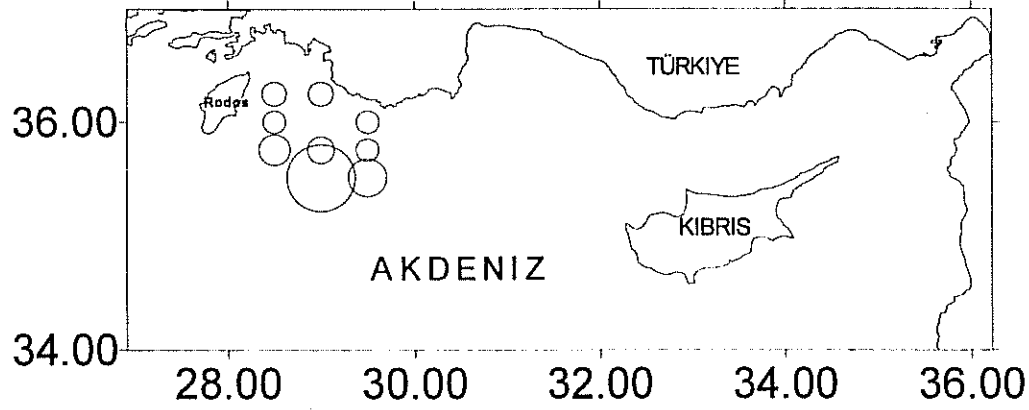 TÜRKIYE
Rodos
36.00
KIBRIS
AKDENIZ
34.00
28.00 30.00 32.00 34.00 36.00